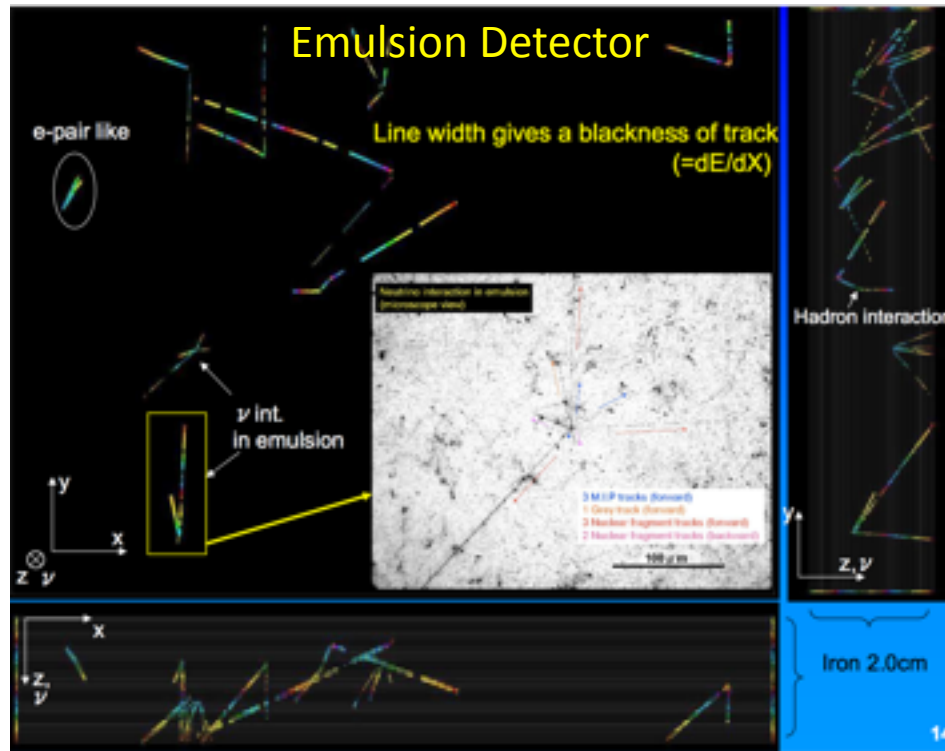 Emulsion Detector
e-pair like
Line width gives a blackness of track
(=dE/dX)
Neutrino interaction in emulsion
(microscope view)
Hadron interaction
ν int.
in emulsion
3 M.I.P tracks (forward)
1 Grey track (forward)
3 Nuclear fragment tracks (forward)
2 Nuclear fragment tracks (backward)
100μm
y
x
z ν
y
z, ν
x
z,
ν
Iron 2.0cm